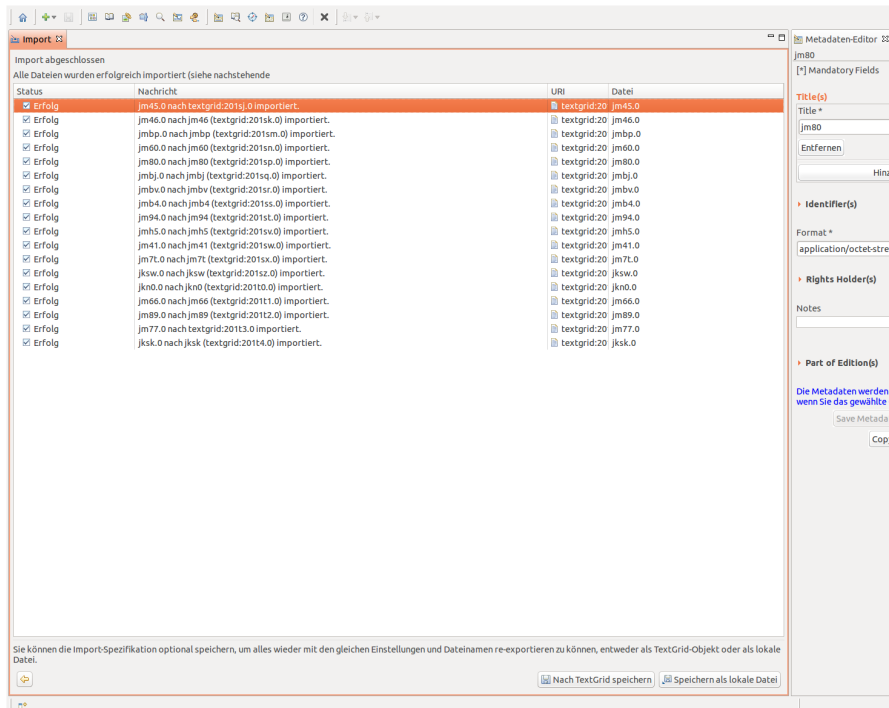 Import
Import abgeschlossen
Alle Dateien wurden erfolgreich importiert (siehe nachstehende
Status Nachricht URI Datei
Erfolg jm45.0 nach textgrid:201sj.0 importiert. textgrid:20 jm45.0
Erfolg jm46.0 nach jm46 (textgrid:201sk.0) importiert. textgrid:20 jm46.0
Erfolg jmbp.0 nach jmbp (textgrid:201sm.0) importiert. textgrid:20 jmbp.0
Erfolg jm60.0 nach jm60 (textgrid:201sn.0) importiert. textgrid:20 jm60.0
Erfolg jm80.0 nach jm80 (textgrid:201sp.0) importiert. textgrid:20 jm80.0
Erfolg jmbj.0 nach jmbj (textgrid:201sq.0) importiert. textgrid:20 jmbj.0
Erfolg jmbv.0 nach jmbv (textgrid:201sr.0) importiert. textgrid:20 jmbv.0
Erfolg jmb4.0 nach jmb4 (textgrid:201ss.0) importiert. textgrid:20 jmb4.0
Erfolg jm94.0 nach jm94 (textgrid:201st.0) importiert. textgrid:20 jm94.0
Erfolg jmh5.0 nach jmh5 (textgrid:201sv.0) importiert. textgrid:20 jmh5.0
Erfolg jm41.0 nach jm41 (textgrid:201sw.0) importiert. textgrid:20 jm41.0
Erfolg jm7t.0 nach jm7t (textgrid:201sx.0) importiert. textgrid:20 jm7t.0
Erfolg jksw.0 nach jksw (textgrid:201sz.0) importiert. textgrid:20 jksw.0
Erfolg jkn0.0 nach jkn0 (textgrid:201t0.0) importiert. textgrid:20 jkn0.0
Erfolg jm66.0 nach jm66 (textgrid:201t1.0) importiert. textgrid:20 jm66.0
Erfolg jm89.0 nach jm89 (textgrid:201t2.0) importiert. textgrid:20 jm89.0
Erfolg jm77.0 nach textgrid:201t3.0 importiert. textgrid:20 jm77.0
Erfolg jksk.0 nach jksk (textgrid:201t4.0) importiert. textgrid:20 jksk.0
Sie können die Import-Spezifikation optional speichern, um alles wieder mit den gleichen Einstellungen und Dateinamen re-exportieren zu können, entweder als TextGrid-Objekt oder als lokale
Datei.
Nach TextGrid speichern Speichern als lokale Datei
Metadaten-Editor
jm80
[*] Mandatory Fields
Title(s)
Title *
jm80
Entfernen
Hinz
Identifier(s)
Format *
application/octet-stre
Rights Holder(s)
Notes
Part of Edition(s)
Die Metadaten werden
wenn Sie das gewählte
Save Metada
Copy